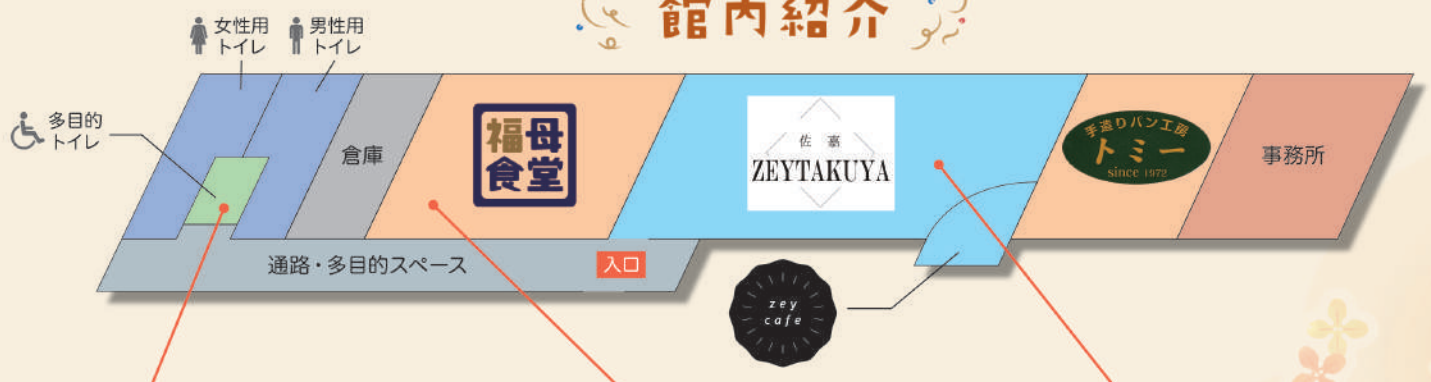 館内紹介
女性用
トイレ
男性用
トイレ
多目的
トイレ
倉庫
福母
食堂
佐嘉
ZEYTAKUYA
手造りパン工房
トミー
since 1972
事務所
通路・多目的スペース
入口
zey
cafe